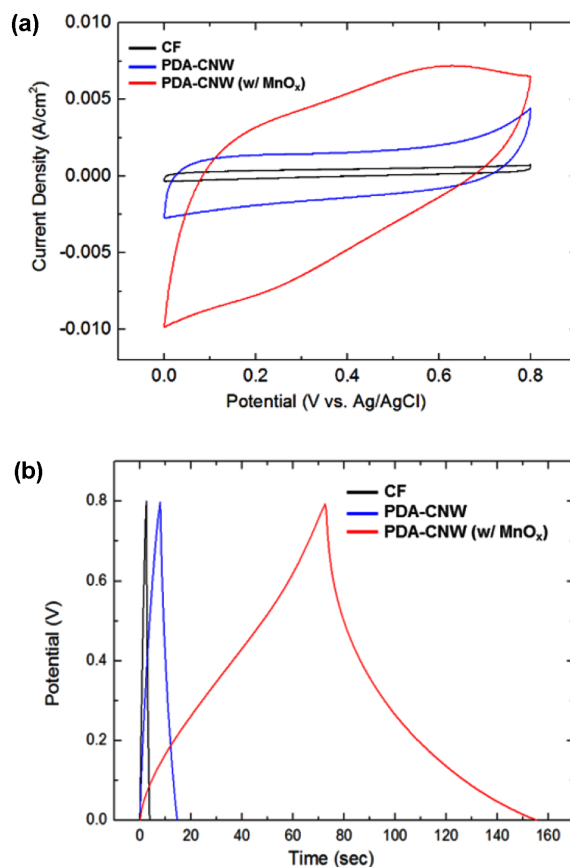 (a)
0.010
0.005
0.000
-0.005
-0.010
Current Density (A/cm²)
CF
PDA-CNW
PDA-CNW (w/ MnOₓ)
0.0 0.2 0.4 0.6 0.8
Potential (V vs. Ag/AgCl)
(b)
1.0
0.8
0.6
0.4
0.2
0.0
Potential (V)
CF
PDA-CNW
PDA-CNW (w/ MnOₓ)
0 20 40 60 80 100 120 140 160
Time (sec)